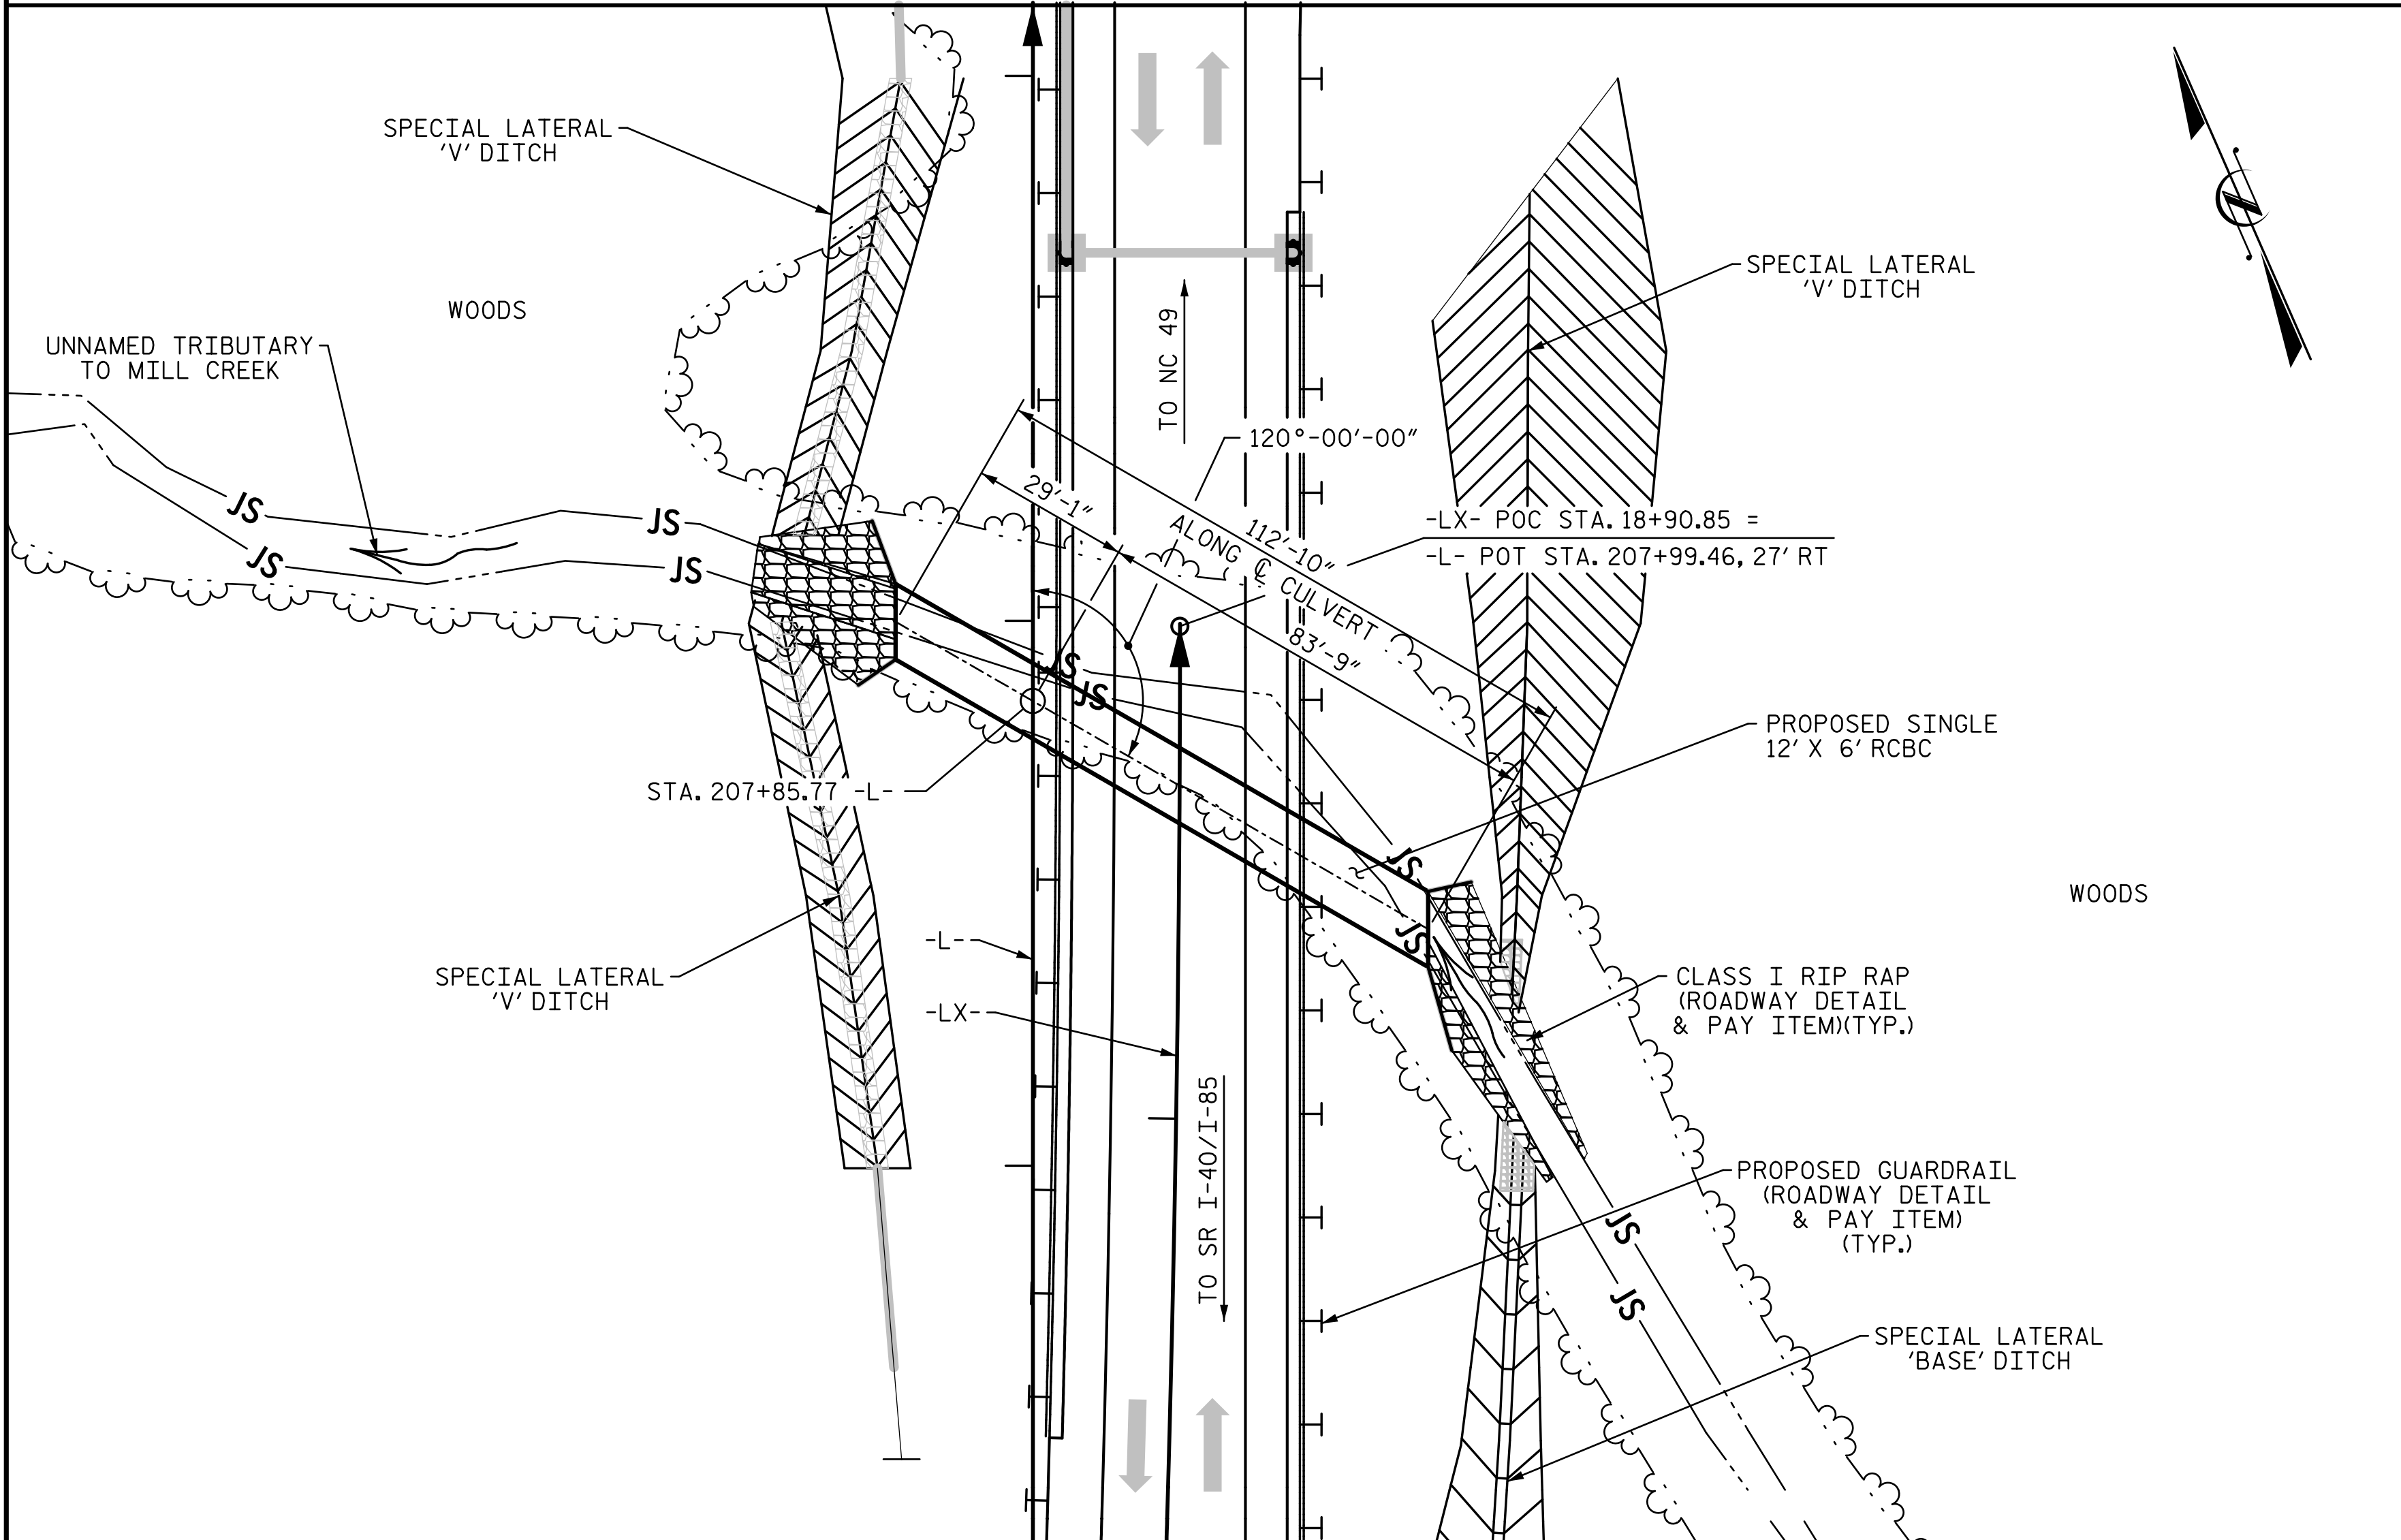 SPECIAL LATERAL
'V' DITCH
WOODS
UNNAMED TRIBUTARY
TO MILL CREEK
TO NC 49
N
SPECIAL LATERAL
'V' DITCH
120°-00'-00"
29'-1"
112'-10"
ALONG ℄ CULVERT
83'-9"
-LX- POC STA. 18+90.85 =
-L- POT STA. 207+99.46, 27' RT
JS
JS
JS
JS
JS
JS
PROPOSED SINGLE
12' X 6' RCBC
STA. 207+85.77 -L-
JS
JS
WOODS
-L-
-LX-
SPECIAL LATERAL
'V' DITCH
CLASS I RIP RAP
(ROADWAY DETAIL
& PAY ITEM)(TYP.)
TO SR I-40/I-85
PROPOSED GUARDRAIL
(ROADWAY DETAIL
& PAY ITEM)
(TYP.)
JS
JS
SPECIAL LATERAL
'BASE' DITCH